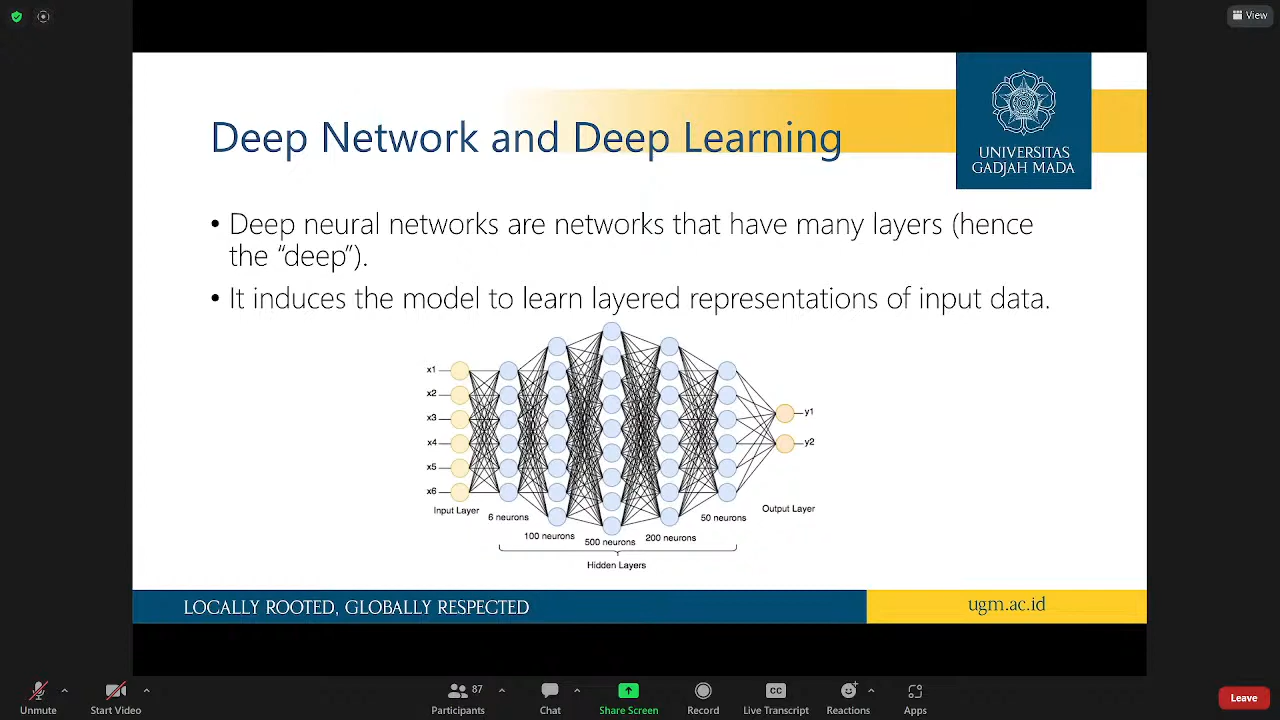 View
Deep Network and Deep Learning
UNIVERSITAS
GADJAH MADA
• Deep neural networks are networks that have many layers (hence
the “deep”).
• It induces the model to learn layered representations of input data.
x1
x2
x3
x4
x5
x6
y1
y2
Input Layer
6 neurons
100 neurons
500 neurons
200 neurons
50 neurons
Output Layer
Hidden Layers
LOCALLY ROOTED, GLOBALLY RESPECTED
ugm.ac.id
Unmute
Start Video
87
Participants
Chat
Share Screen
Record
CC
Live Transcript
Reactions
Apps
Leave